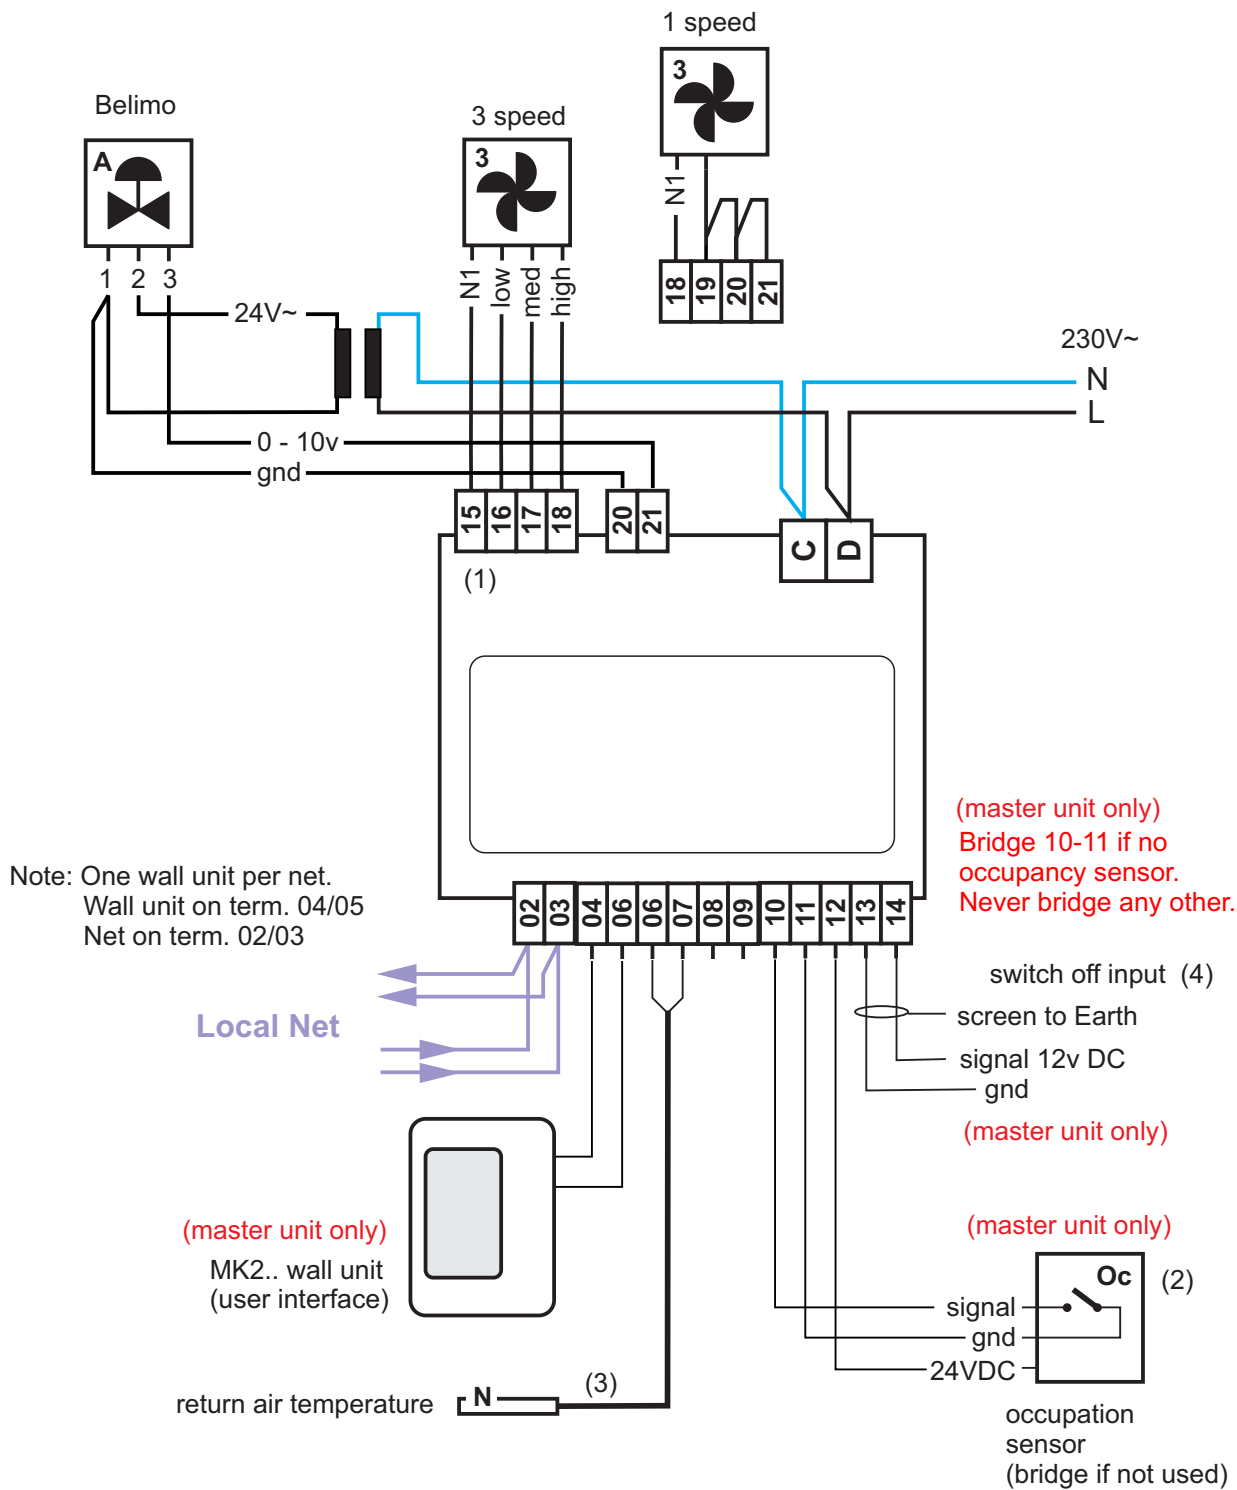 1 speed
3
N1
18 19 20 21
Belimo
A
1 2 3
3 speed
3
N1 low med high
24V~
230V~
N
L
0 - 10v
gnd
15 16 17 18 20 21 C D
(1)
(master unit only)
Bridge 10-11 if no
occupancy sensor.
Never bridge any other.
Note: One wall unit per net.
Wall unit on term. 04/05
Net on term. 02/03
02 03 04 06 06 07 08 09 10 11 12 13 14
Local Net
switch off input (4)
screen to Earth
signal 12v DC
gnd
(master unit only)
(master unit only)
MK2.. wall unit
(user interface)
(master unit only)
Oc (2)
signal
gnd
24VDC
return air temperature N (3)
occupation
sensor
(bridge if not used)